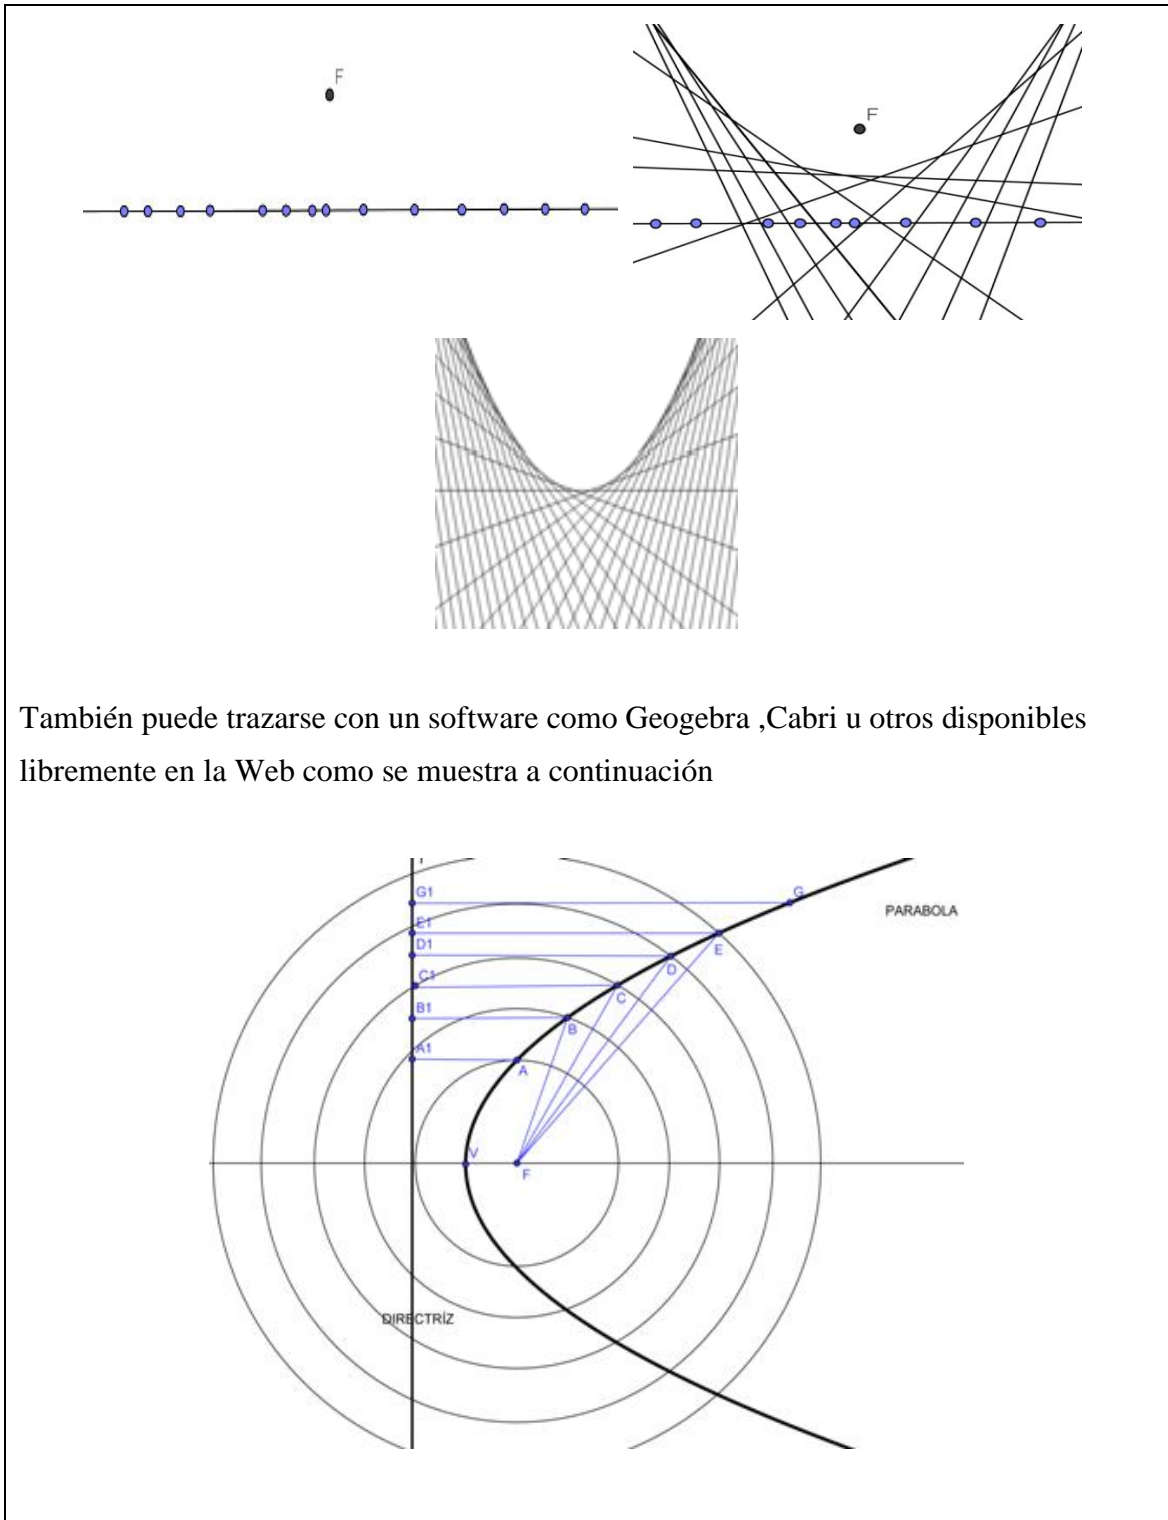 F
F
También puede trazarse con un software como Geogebra ,Cabri u otros disponibles
libremente en la Web como se muestra a continuación
G1
G
PARABOLA
E1
E
D1
D
C1
C
B1
B
A1
A
V
F
DIRECTRÍZ